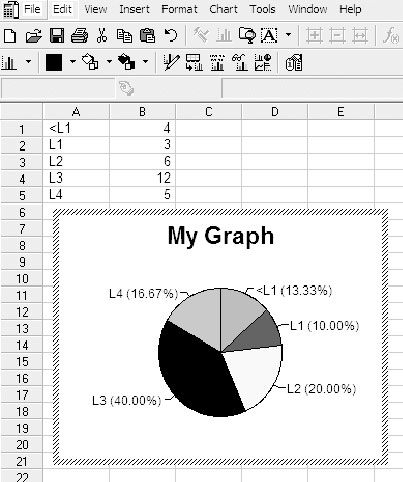 File Edit View Insert Format Chart Tools Window Help
A B C D E
1 <L1 4
2 L1 3
3 L2 6
4 L3 12
5 L4 5
6
7
8
9
10
11
12
13
14
15
16
17
18
19
20
21
22
My Graph
L4 (16.67%) <L1 (13.33%)
L1 (10.00%)
L2 (20.00%)
L3 (40.00%)